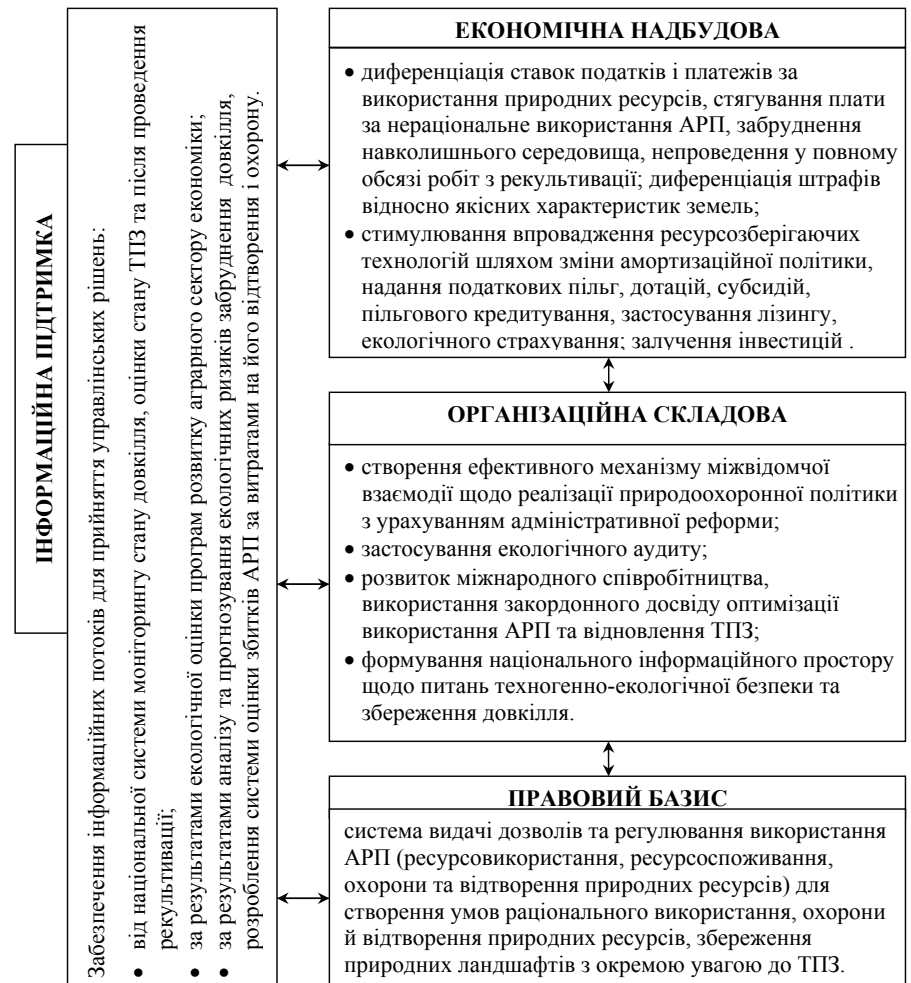 ІНФОРМАЦІЙНА ПІДТРИМКА
Забезпечення інформаційних потоків для прийняття управлінських рішень:
• від національної системи моніторингу стану довкілля, оцінки стану ТПЗ та після проведення
рекультивації;
• за результатами екологічної оцінки програм розвитку аграрного сектору економіки;
• за результатами аналізу та прогнозування екологічних ризиків забруднення довкілля,
розроблення системи оцінки збитків АРП за витратами на його відтворення і охорону.
ЕКОНОМІЧНА НАДБУДОВА
• диференціація ставок податків і платежів за
використання природних ресурсів, стягування плати
за нераціональне використання АРП, забруднення
навколишнього середовища, непроведення у повному
обсязі робіт з рекультивації; диференціація штрафів
відносно якісних характеристик земель;
• стимулювання впровадження ресурсозберігаючих
технологій шляхом зміни амортизаційної політики,
надання податкових пільг, дотацій, субсидій,
пільгового кредитування, застосування лізингу,
екологічного страхування; залучення інвестицій .
ОРГАНІЗАЦІЙНА СКЛАДОВА
• створення ефективного механізму міжвідомчої
взаємодії щодо реалізації природоохоронної політики
з урахуванням адміністративної реформи;
• застосування екологічного аудиту;
• розвиток міжнародного співробітництва,
використання закордонного досвіду оптимізації
використання АРП та відновлення ТПЗ;
• формування національного інформаційного простору
щодо питань техногенно-екологічної безпеки та
збереження довкілля.
ПРАВОВИЙ БАЗИС
система видачі дозволів та регулювання використання
АРП (ресурсовикористання, ресурсоспоживання,
охорони та відтворення природних ресурсів) для
створення умов раціонального використання, охорони
й відтворення природних ресурсів, збереження
природних ландшафтів з окремою увагою до ТПЗ.